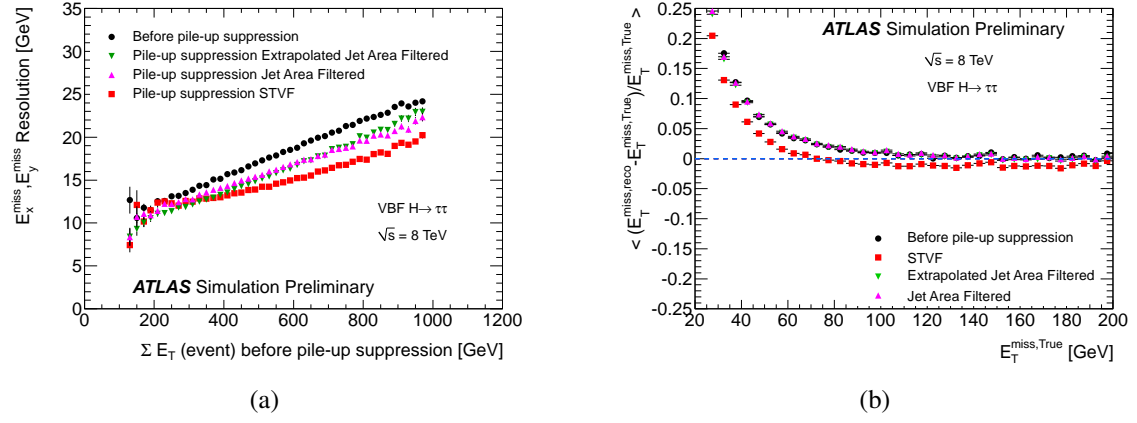 E_x^miss, E_y^miss Resolution [GeV]
35
30
25
20
15
10
5
0
Before pile-up suppression
Pile-up suppression Extrapolated Jet Area Filtered
Pile-up suppression Jet Area Filtered
Pile-up suppression STVF
VBF H→ ττ
√s = 8 TeV
ATLAS Simulation Preliminary
0 200 400 600 800 1000 1200
Σ E_T (event) before pile-up suppression [GeV]
(a)
< (E_T^miss,reco -E_T^miss,True)/E_T^miss,True >
0.25
0.2
0.15
0.1
0.05
0
-0.05
-0.1
-0.15
-0.2
-0.25
ATLAS Simulation Preliminary
√s = 8 TeV
VBF H→ ττ
Before pile-up suppression
STVF
Extrapolated Jet Area Filtered
Jet Area Filtered
20 40 60 80 100 120 140 160 180 200
E_T^miss,True [GeV]
(b)